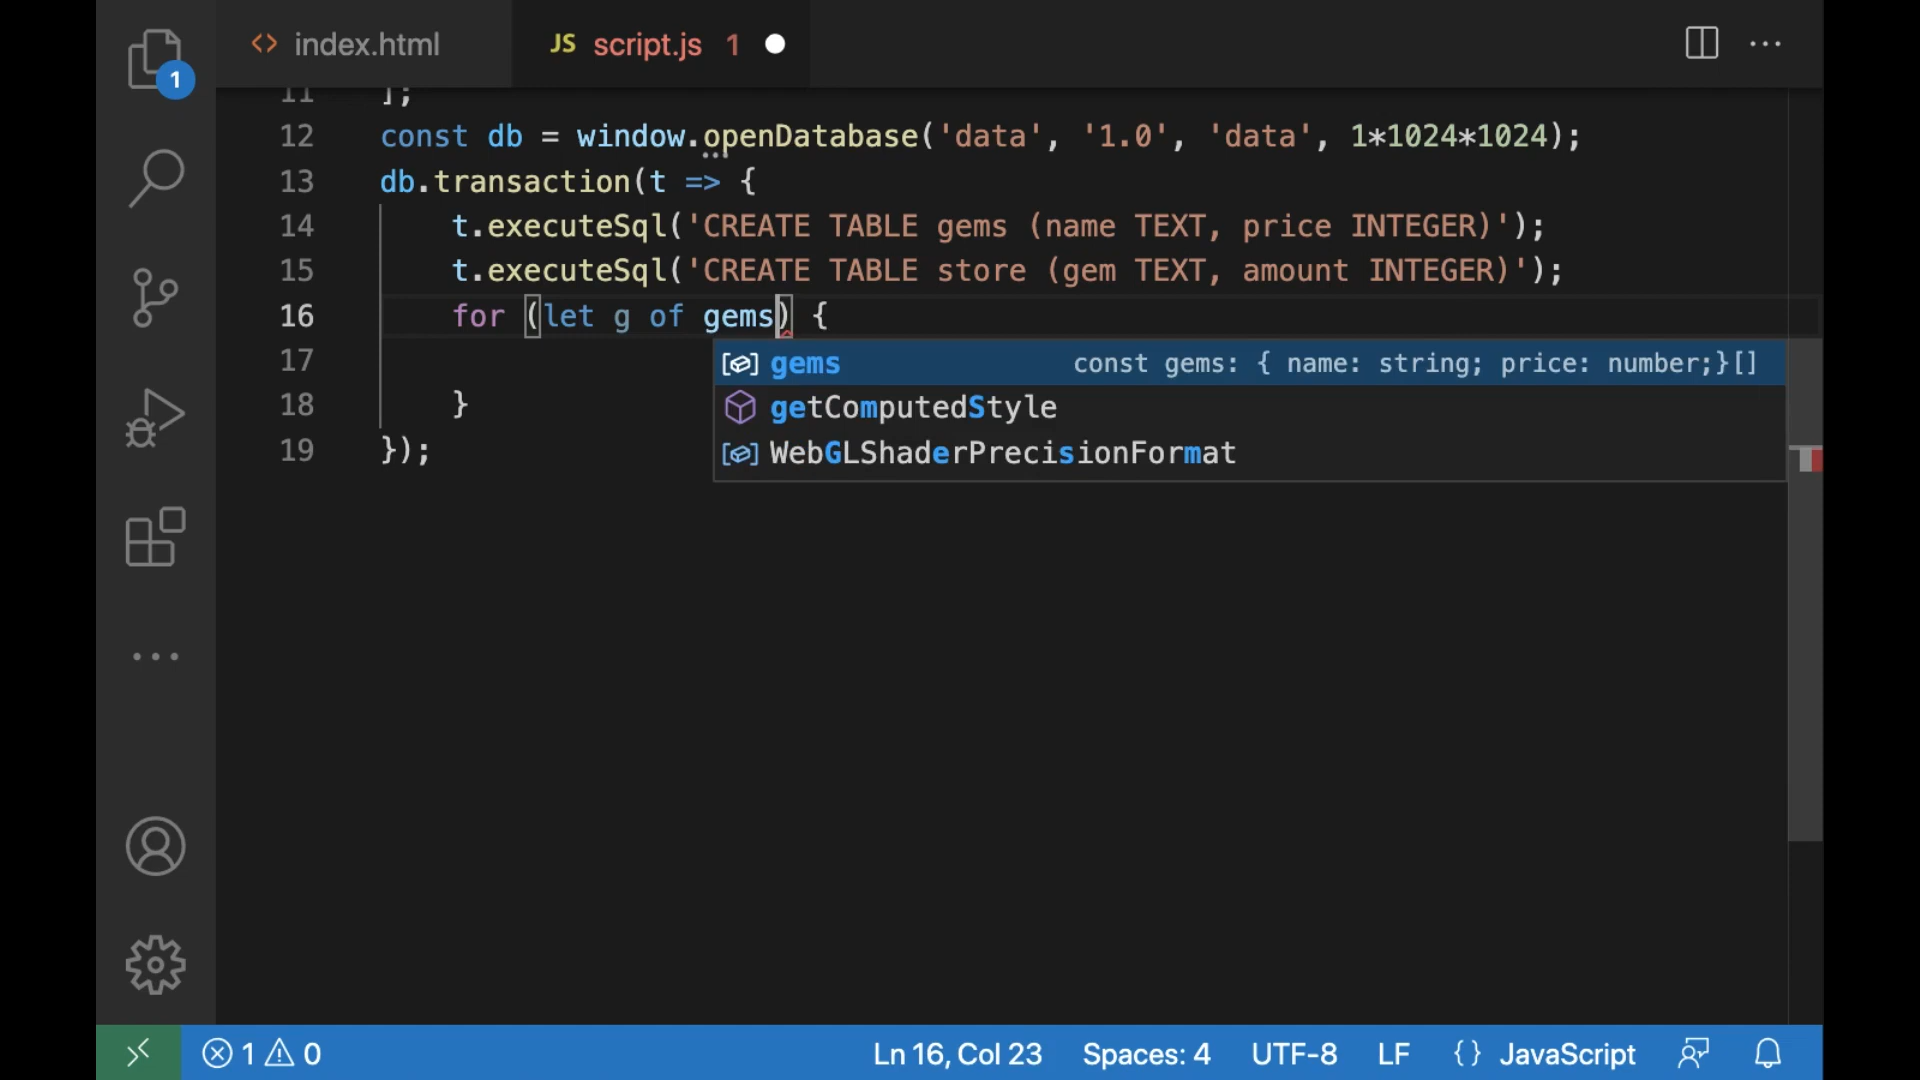 index.html
JS script.js 1
1
11 ];
12 const db = window.openDatabase('data', '1.0', 'data', 1*1024*1024);
13 db.transaction(t => {
14 t.executeSql('CREATE TABLE gems (name TEXT, price INTEGER)');
15 t.executeSql('CREATE TABLE store (gem TEXT, amount INTEGER)');
16 for (let g of gems) {
gems const gems: { name: string; price: number;}[]
17
getComputedStyle
18 }
WebGLShaderPrecisionFormat
19 });
1 0 Ln 16, Col 23 Spaces: 4 UTF-8 LF {} JavaScript